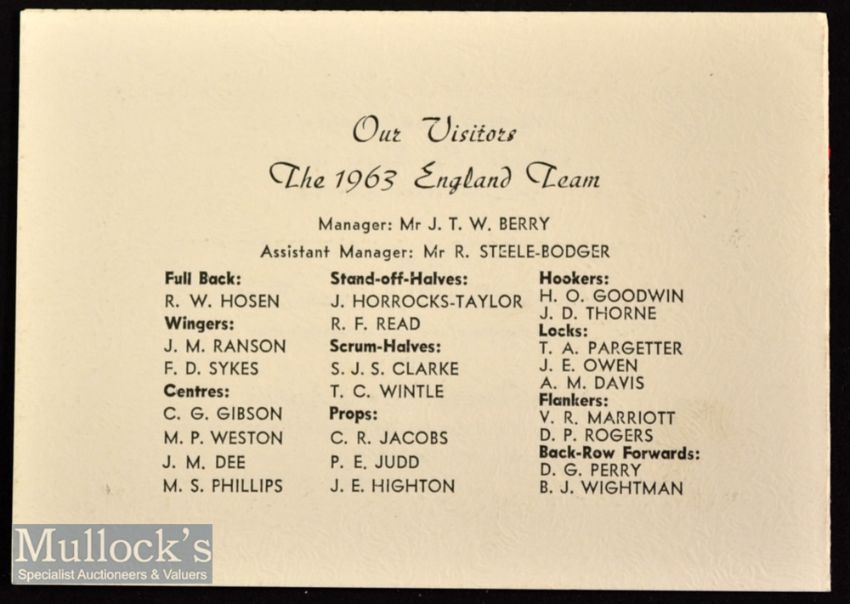 Our Visitors
The 1963 England Team
Manager: Mr J. T. W. BERRY
Assistant Manager: Mr R. STEELE-BODGER
Full Back:
R. W. HOSEN
Wingers:
J. M. RANSON
F. D. SYKES
Centres:
C. G. GIBSON
M. P. WESTON
J. M. DEE
M. S. PHILLIPS
Stand-off-Halves:
J. HORROCKS-TAYLOR
R. F. READ
Scrum-Halves:
S. J. S. CLARKE
T. C. WINTLE
Props:
C. R. JACOBS
P. E. JUDD
J. E. HIGHTON
Hookers:
H. O. GOODWIN
J. D. THORNE
Locks:
T. A. PARGETTER
J. E. OWEN
A. M. DAVIS
Flankers:
V. R. MARRIOTT
D. P. ROGERS
Back-Row Forwards:
D. G. PERRY
B. J. WIGHTMAN
Mullock's
Specialist Auctioneers & Valuers